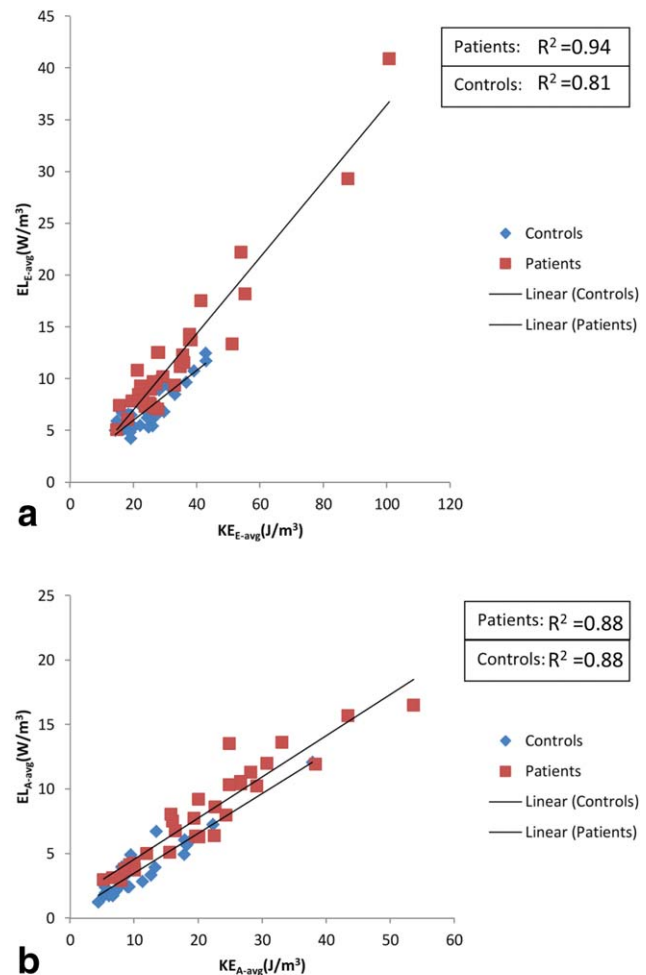 45
40
35
30
25
20
15
10
5
0
EL_E-avg(W/m³)
0 20 40 60 80 100 120
KE_E-avg(J/m³)
Patients: R² =0.94
Controls: R² =0.81
Controls
Patients
Linear (Controls)
Linear (Patients)
a
25
20
15
10
5
0
EL_A-avg(W/m³)
0 10 20 30 40 50 60
KE_A-avg(J/m³)
Patients: R² =0.88
Controls: R² =0.88
Controls
Patients
Linear (Controls)
Linear (Patients)
b